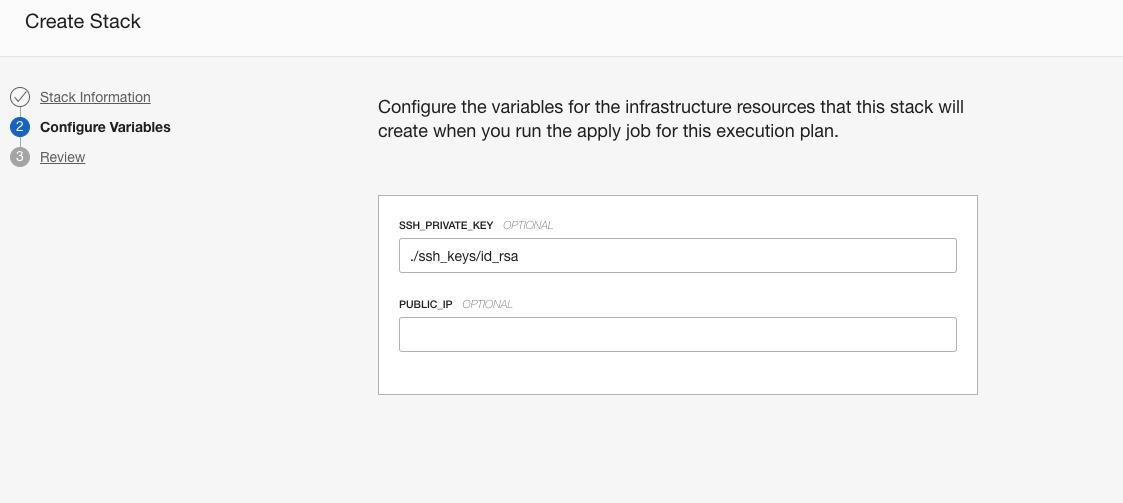 Create Stack
Stack Information
2 Configure Variables
3 Review
Configure the variables for the infrastructure resources that this stack will
create when you run the apply job for this execution plan.
SSH_PRIVATE_KEY OPTIONAL
./ssh_keys/id_rsa
PUBLIC_IP OPTIONAL